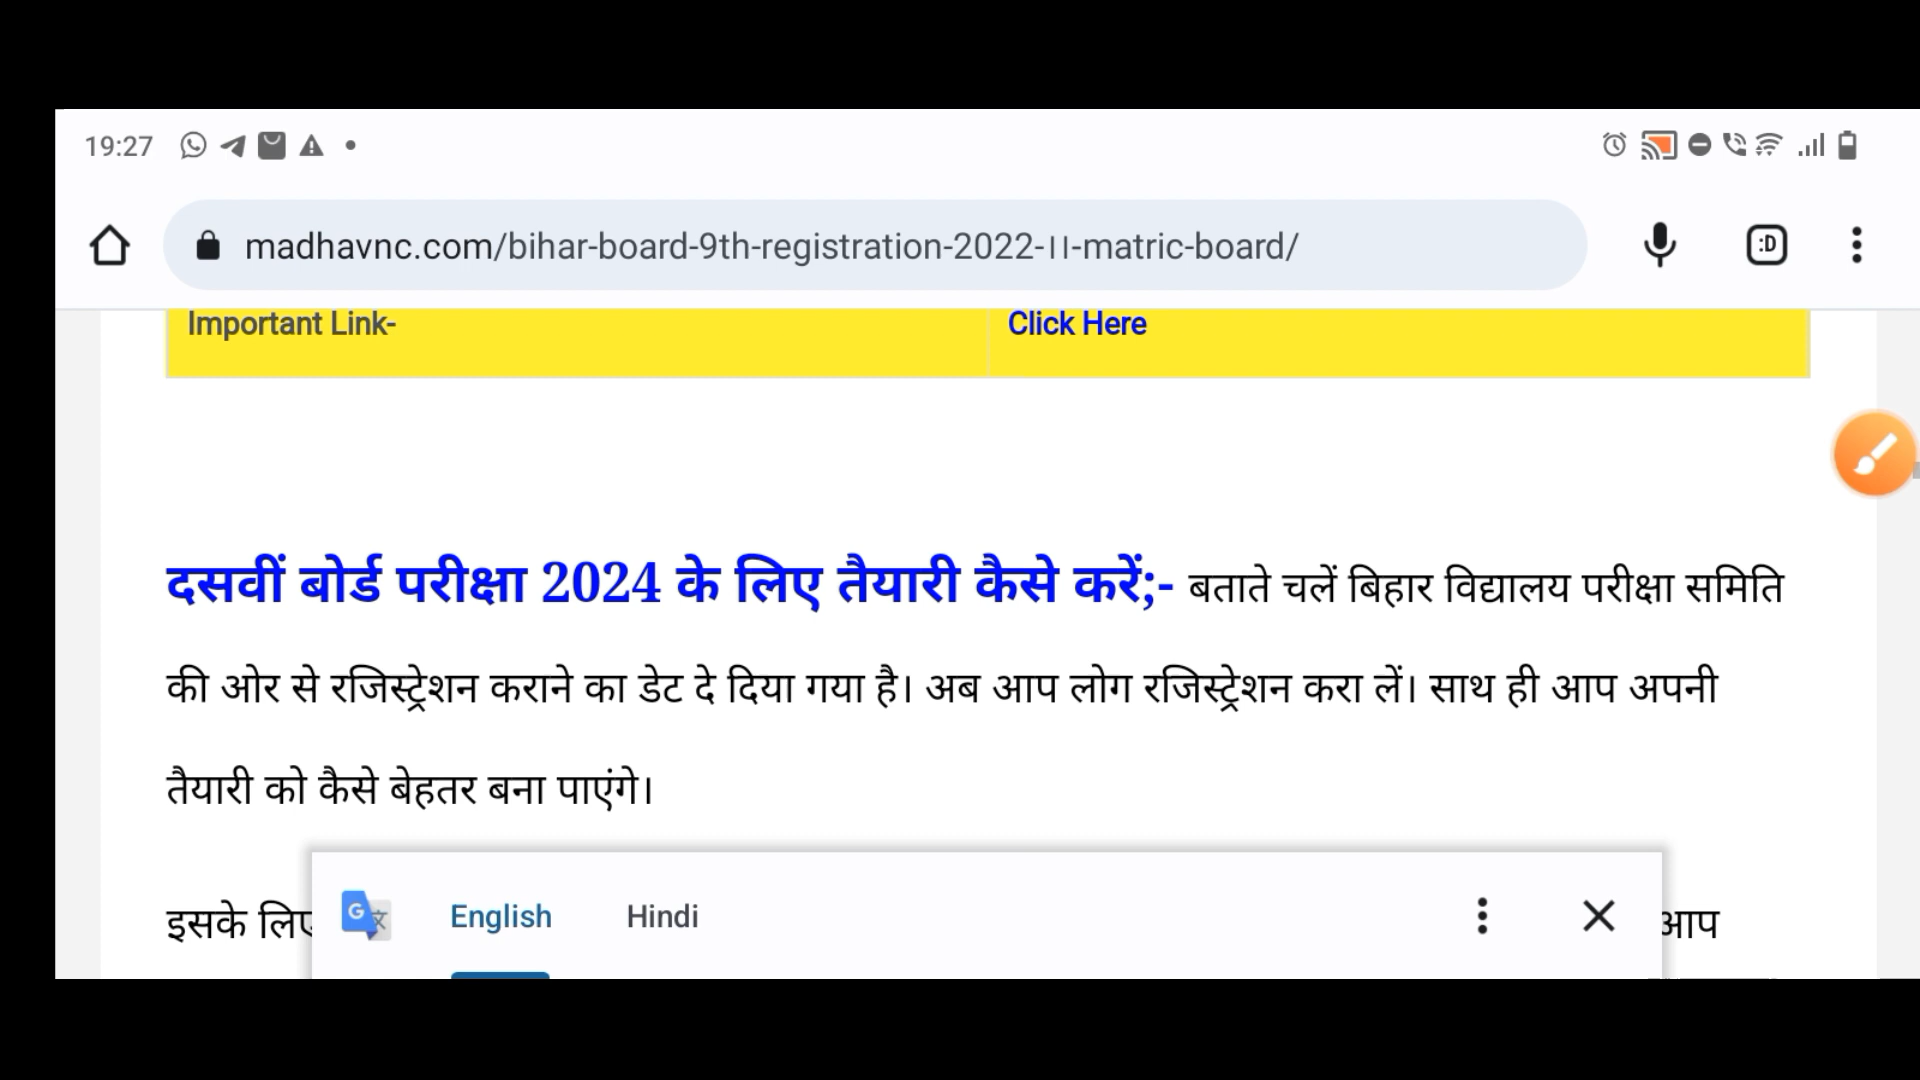 19:27
madhavnc.com/bihar-board-9th-registration-2022-।।-matric-board/
:D
Important Link- Click Here
दसवीं बोर्ड परीक्षा 2024 के लिए तैयारी कैसे करें;- बताते चलें बिहार विद्यालय परीक्षा समिति
की ओर से रजिस्ट्रेशन कराने का डेट दे दिया गया है। अब आप लोग रजिस्ट्रेशन करा लें। साथ ही आप अपनी
तैयारी को कैसे बेहतर बना पाएंगे।
इसके लिए आप
English Hindi